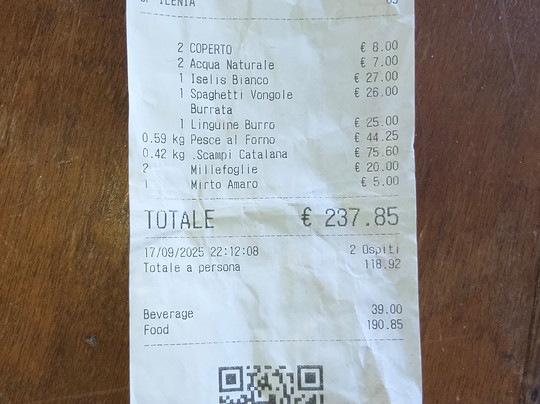 ILENIA
2 COPERTO € 8.00
2 Acqua Naturale € 7.00
1 Iselis Bianco € 27.00
1 Spaghetti Vongole € 26.00
Burrata
1 Linguine Burro € 25.00
0.59 kg Pesce al Forno € 44.25
0.42 kg .Scampi Catalana € 75.60
2 Millefoglie € 20.00
1 Mirto Amaro € 5.00
TOTALE € 237.85
17/09/2025 22:12:08 2 Ospiti
Totale a persona 118.92
Beverage 39.00
Food 190.85